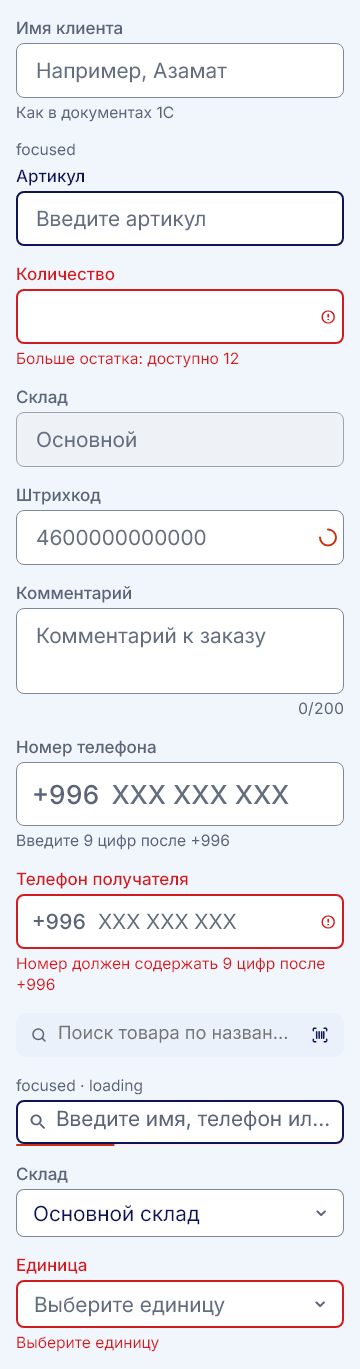 Имя клиента
Например, Азамат
Как в документах 1С
focused
Артикул
Введите артикул
Количество
Больше остатка: доступно 12
Склад
Основной
Штрихкод
4600000000000
Комментарий
Комментарий к заказу
0/200
Номер телефона
+996 XXX XXX XXX
Введите 9 цифр после +996
Телефон получателя
+996 XXX XXX XXX
Номер должен содержать 9 цифр после
+996
Поиск товара по назван...
focused · loading
Введите имя, телефон ил...
Склад
Основной склад
Единица
Выберите единицу
Выберите единицу